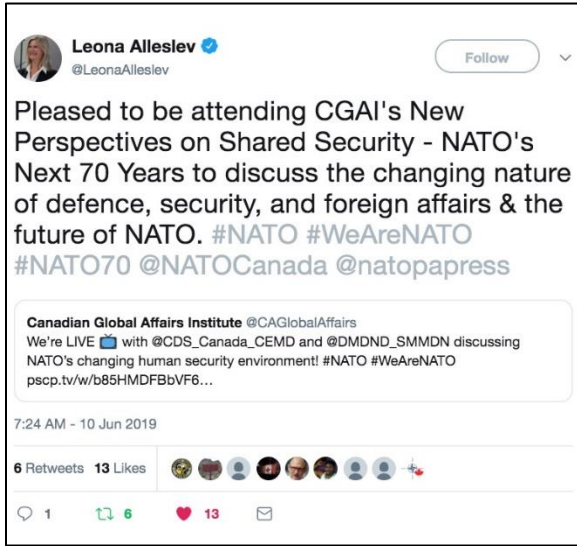 Leona Alleslev
@LeonaAlleslev
Follow
Pleased to be attending CGAI's New
Perspectives on Shared Security - NATO's
Next 70 Years to discuss the changing nature
of defence, security, and foreign affairs & the
future of NATO. #NATO #WeAreNATO
#NATO70 @NATOCanada @natopapress
Canadian Global Affairs Institute @CAGlobalAffairs
We're LIVE 📺 with @CDS_Canada_CEMD and @DMDND_SMMDN discussing
NATO's changing human security environment! #NATO #WeAreNATO
pscp.tv/w/b85HMDFBbVF6...
7:24 AM - 10 Jun 2019
6 Retweets 13 Likes
1 6 13